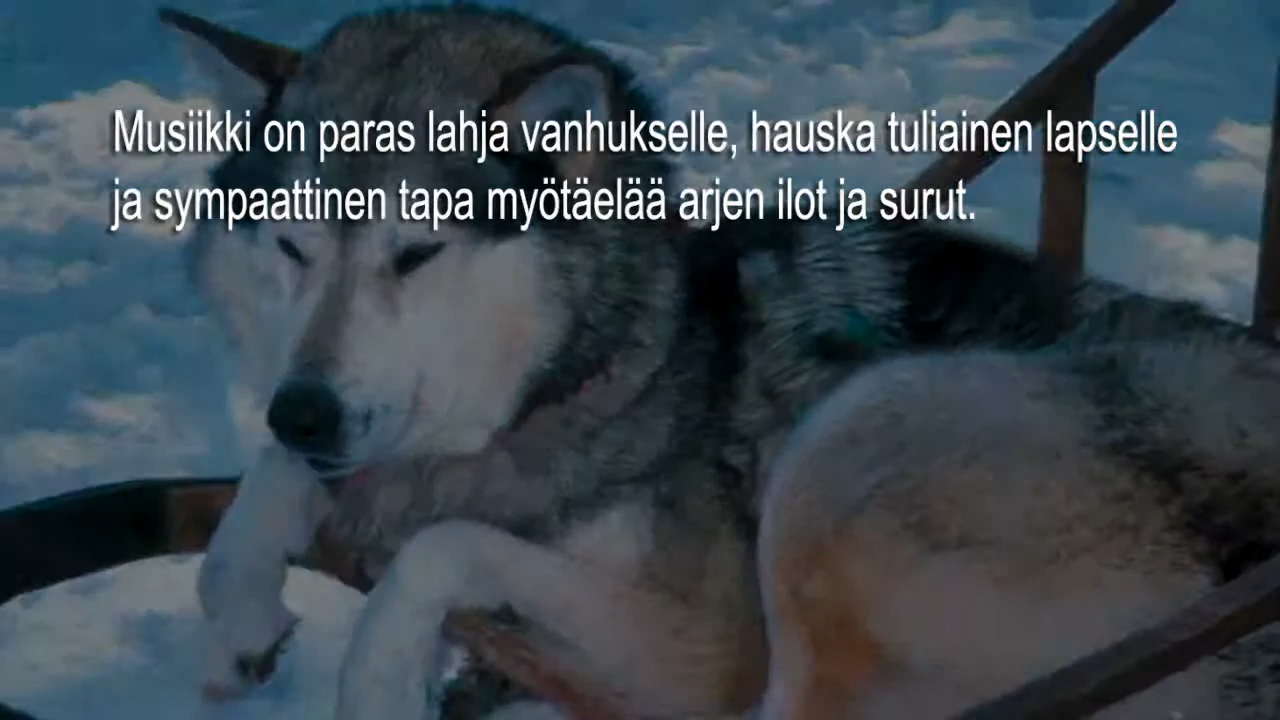 Musiikki on paras lahja vanhukselle, hauska tuliainen lapselle
ja sympaattinen tapa myötäelää arjen ilot ja surut.